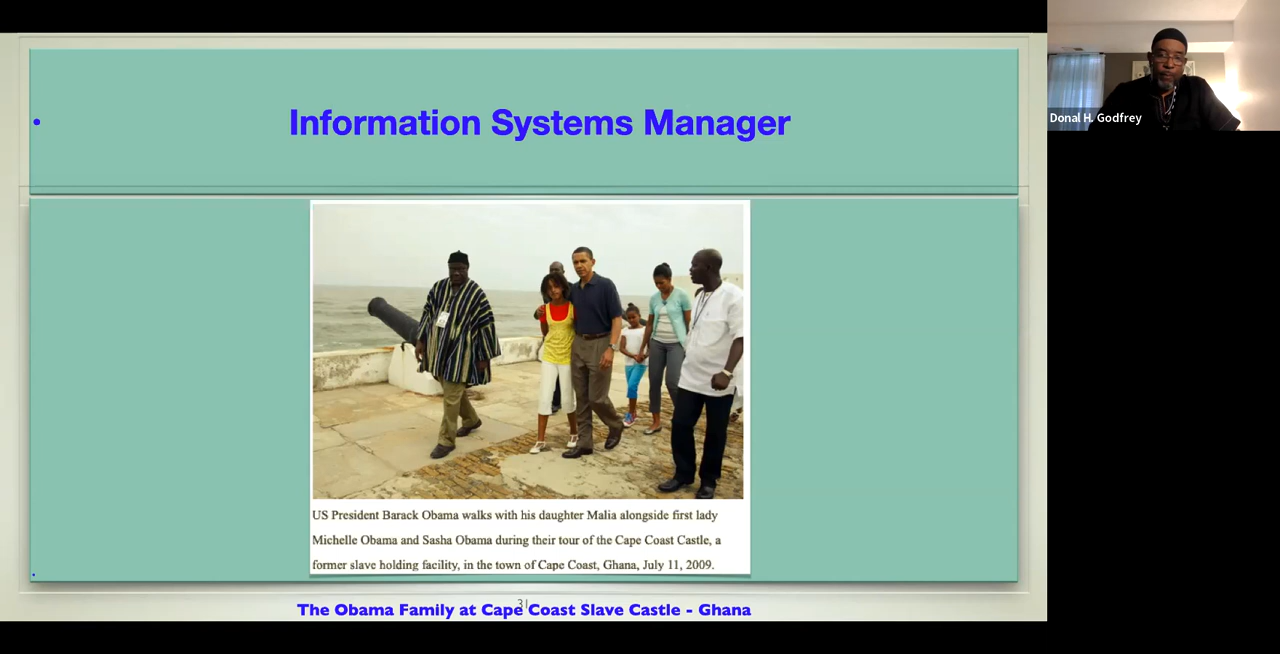 Information Systems Manager
Donal H. Godfrey
US President Barack Obama walks with his daughter Malia alongside first lady
Michelle Obama and Sasha Obama during their tour of the Cape Coast Castle, a
former slave holding facility, in the town of Cape Coast, Ghana, July 11, 2009.
31
The Obama Family at Cape Coast Slave Castle - Ghana